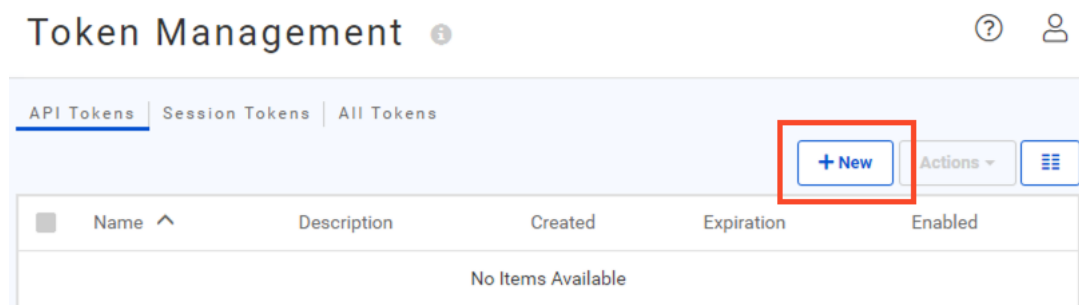 Token Management
API Tokens Session Tokens All Tokens
+ New Actions
Name Description Created Expiration Enabled
No Items Available